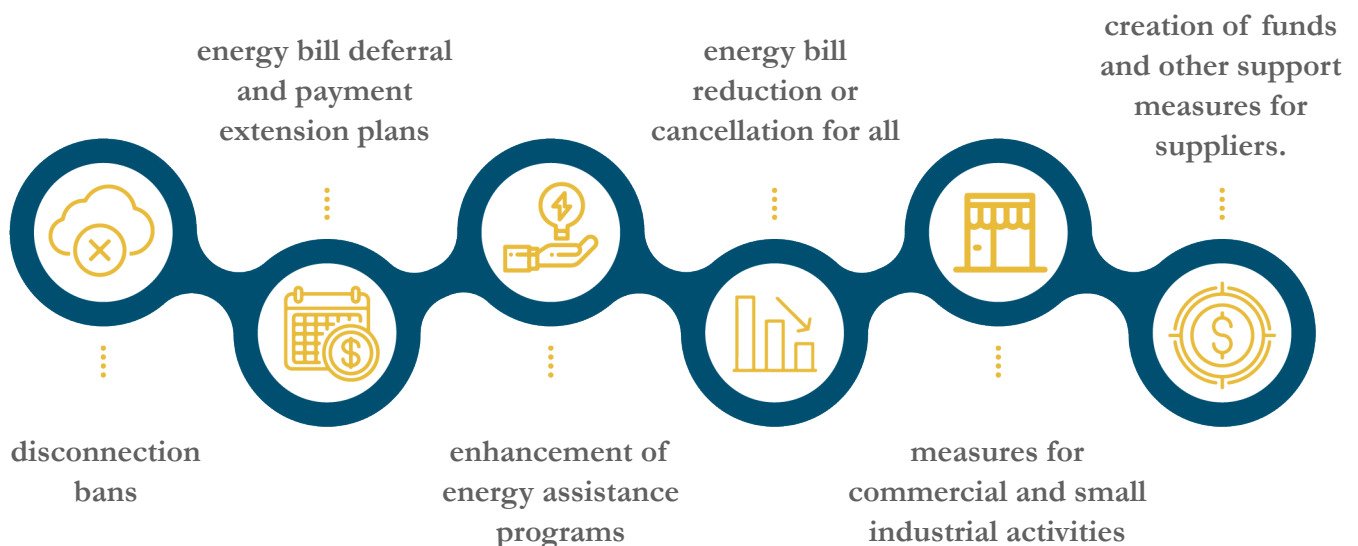 disconnection
bans
energy bill deferral
and payment
extension plans
enhancement of
energy assistance
programs
energy bill
reduction or
cancellation for all
measures for
commercial and small
industrial activities
creation of funds
and other support
measures for
suppliers.
$
$